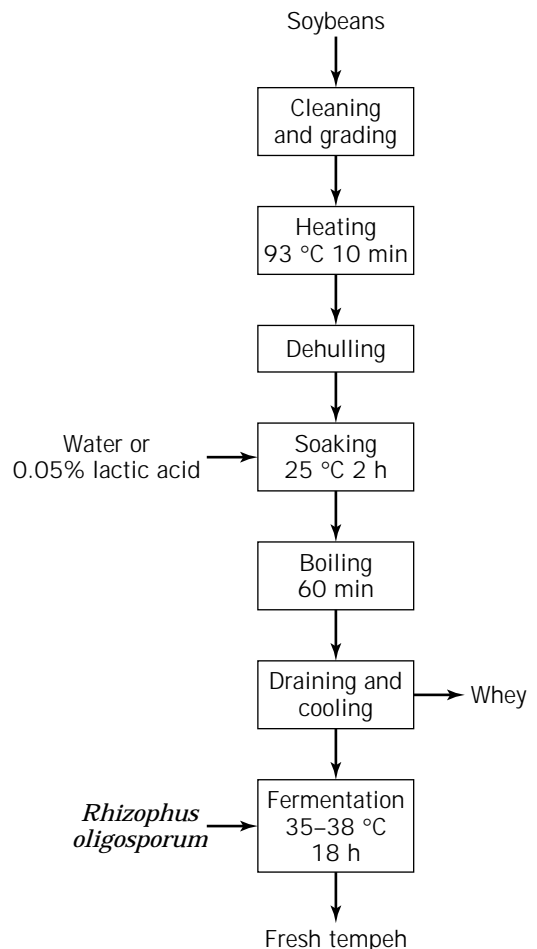 Soybeans
Cleaning
and grading
Heating
93 °C 10 min
Dehulling
Water or
0.05% lactic acid
Soaking
25 °C 2 h
Boiling
60 min
Draining and
cooling
Whey
Rhizophus
oligosporum
Fermentation
35–38 °C
18 h
Fresh tempeh